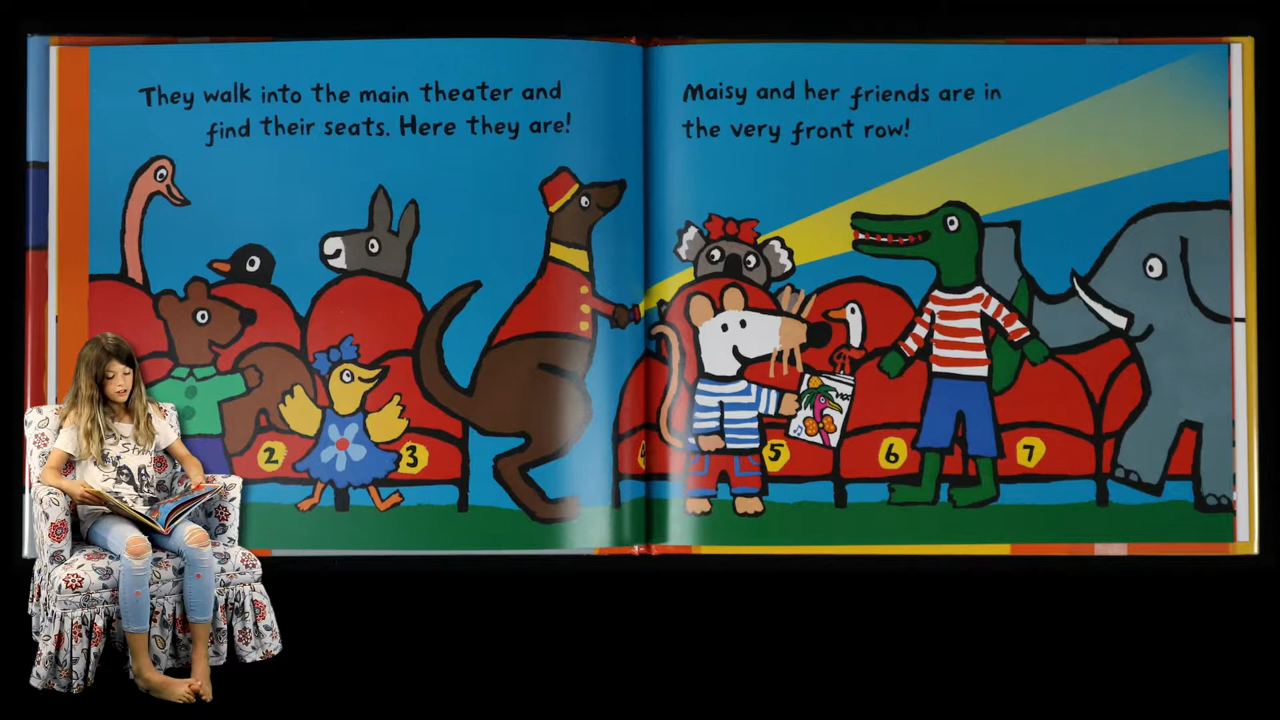 They walk into the main theater and
find their seats. Here they are!
Maisy and her friends are in
the very front row!
2
3
5
6
7